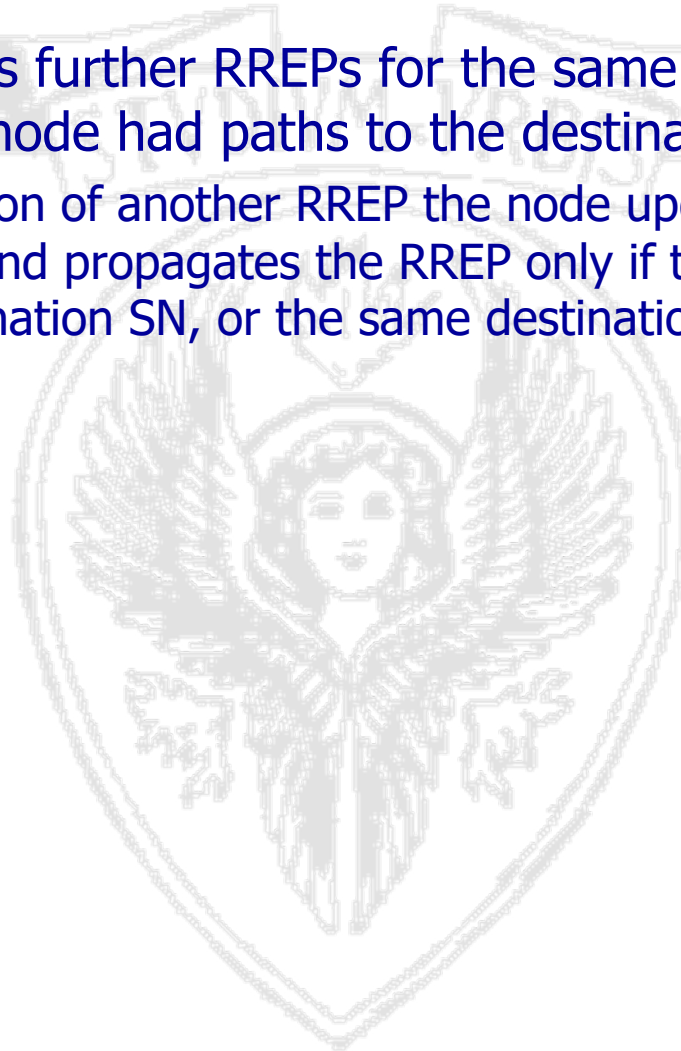 s further RREPs for the same
node had paths to the destina
on of another RREP the node up
nd propagates the RREP only if t
nation SN, or the same destinatio